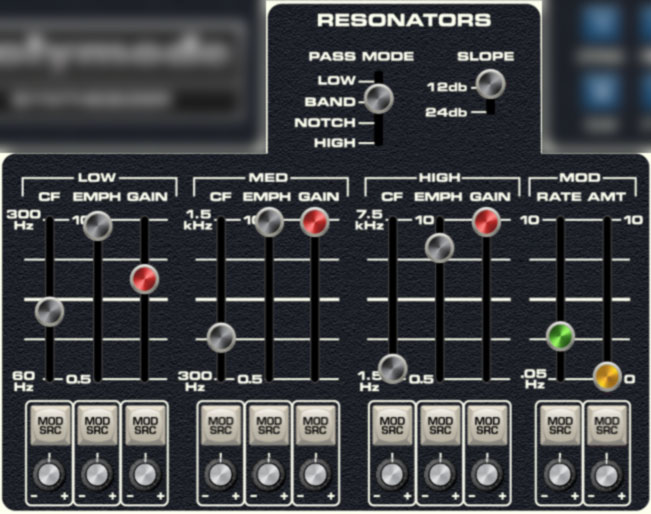 RESONATORS
PASS MODE SLOPE
LOW
BAND
NOTCH
HIGH
12db
24db
LOW MED HIGH MOD
CF EMPH GAIN CF EMPH GAIN CF EMPH GAIN RATE AMT
300 Hz 10 1.5 kHz 10 7.5 kHz 10 10 10
60 Hz 0.5 300 Hz 0.5 1.5 Hz 0.5 .05 Hz 0
MOD SRC MOD SRC MOD SRC MOD SRC MOD SRC MOD SRC MOD SRC MOD SRC MOD SRC MOD SRC MOD SRC
- + - + - + - + - + - + - + - + - + - + - +